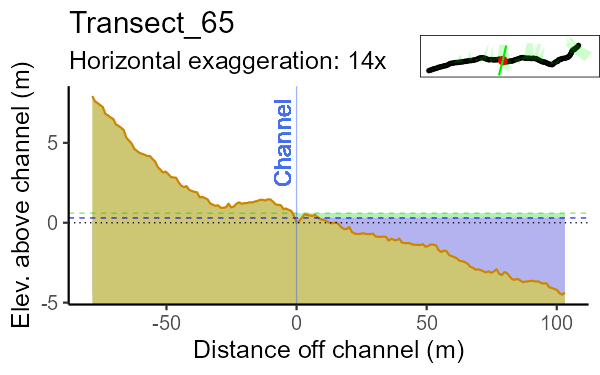 Transect_65
Horizontal exaggeration: 14x
Elev. above channel (m)
5
0
-5
Channel
-50
0
50
100
Distance off channel (m)